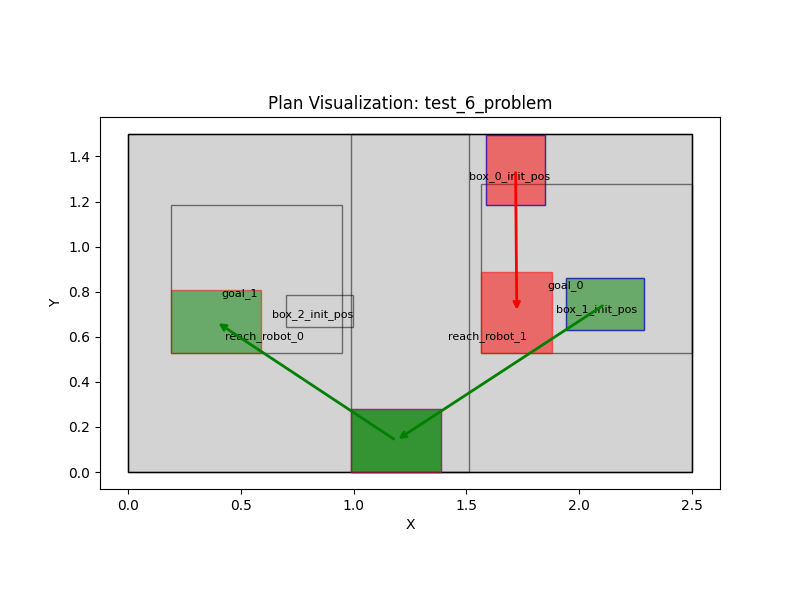 Plan Visualization: test_6_problem
1.4
1.2
1.0
0.8
0.6
0.4
0.2
0.0
Y
box_0_init_pos
goal_0
goal_1
box_1_init_pos
box_2_init_pos
reach_robot_0
reach_robot_1
0.0
0.5
1.0
1.5
2.0
2.5
X